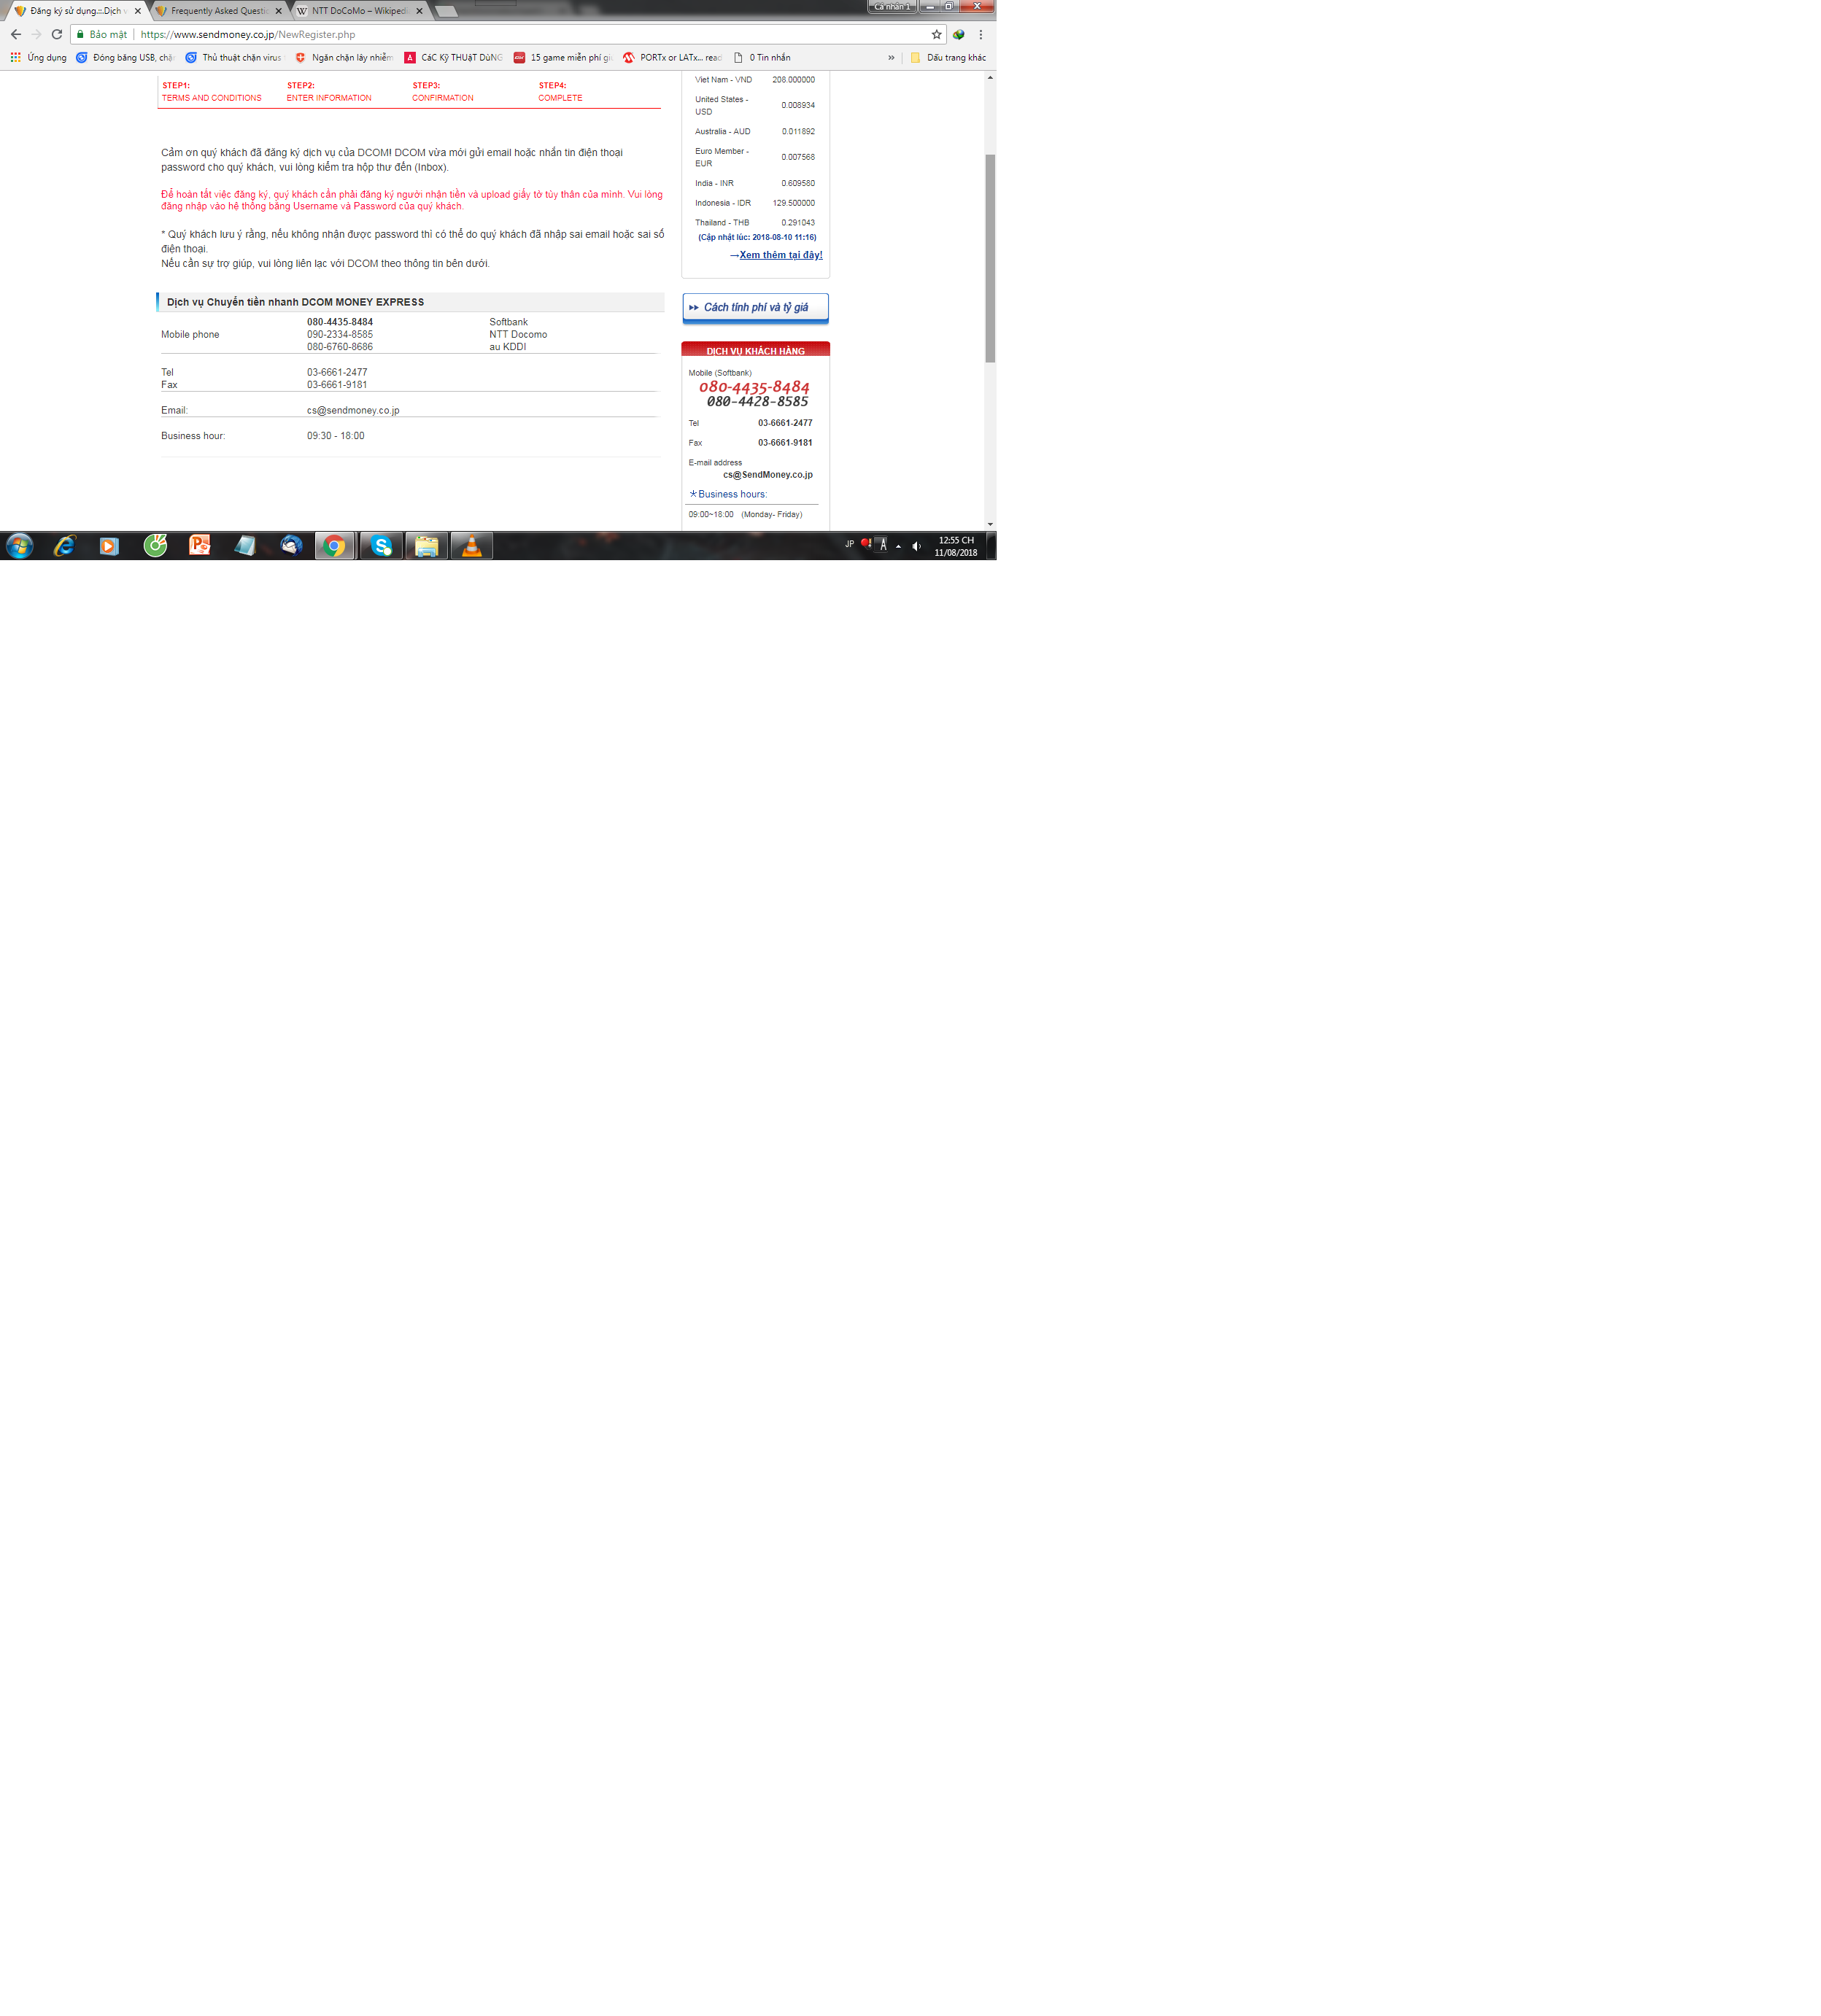 Đăng ký sử dụng... Dịch v
Frequently Asked Questic
NTT DoCoMo – Wikipedi
Cá nhân 1
Bảo mật
https://www.sendmoney.co.jp/NewRegister.php
Ứng dụng
Đóng băng USB, chặ
Thủ thuật chặn virus
Ngăn chặn lây nhiễm
CáC Kỹ THUậT DùNG
15 game miễn phí giú
PORTx or LATx... read
0 Tin nhắn
»
Dấu trang khác
STEP1:
TERMS AND CONDITIONS
STEP2:
ENTER INFORMATION
STEP3:
CONFIRMATION
STEP4:
COMPLETE
Cảm ơn quý khách đã đăng ký dịch vụ của DCOM! DCOM vừa mới gửi email hoặc nhắn tin điện thoại
password cho quý khách, vui lòng kiểm tra hộp thư đến (Inbox).
Để hoàn tất việc đăng ký, quý khách cần phải đăng ký người nhận tiền và upload giấy tờ tùy thân của mình. Vui lòng
đăng nhập vào hệ thống bằng Username và Password của quý khách.
* Quý khách lưu ý rằng, nếu không nhận được password thì có thể do quý khách đã nhập sai email hoặc sai số
điện thoại.
Nếu cần sự trợ giúp, vui lòng liên lạc với DCOM theo thông tin bên dưới.
Dịch vụ Chuyển tiền nhanh DCOM MONEY EXPRESS
080-4435-8484 Softbank
Mobile phone 090-2334-8585 NTT Docomo
080-6760-8686 au KDDI
Tel 03-6661-2477
Fax 03-6661-9181
Email: cs@sendmoney.co.jp
Business hour: 09:30 - 18:00
Viet Nam - VND 208.000000
United States -
USD 0.008934
Australia - AUD 0.011892
Euro Member -
EUR 0.007568
India - INR 0.609580
Indonesia - IDR 129.500000
Thailand - THB 0.291043
(Cập nhật lúc: 2018-08-10 11:16)
→Xem thêm tại đây!
Cách tính phí và tỷ giá
DỊCH VỤ KHÁCH HÀNG
Mobile (Softbank)
080-4435-8484
080-4428-8585
Tel 03-6661-2477
Fax 03-6661-9181
E-mail address
cs@SendMoney.co.jp
＊Business hours:
09:00~18:00 (Monday- Friday)
JP
A
12:55 CH
11/08/2018